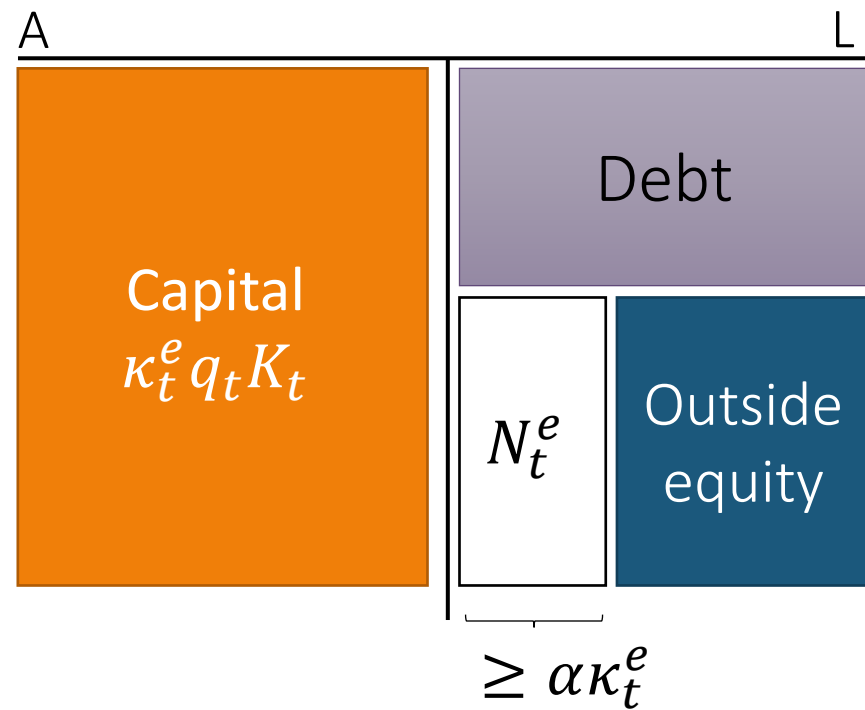 A
L
Capital
κ_t^e q_t K_t
Debt
N_t^e
Outside
equity
≥ ακ_t^e